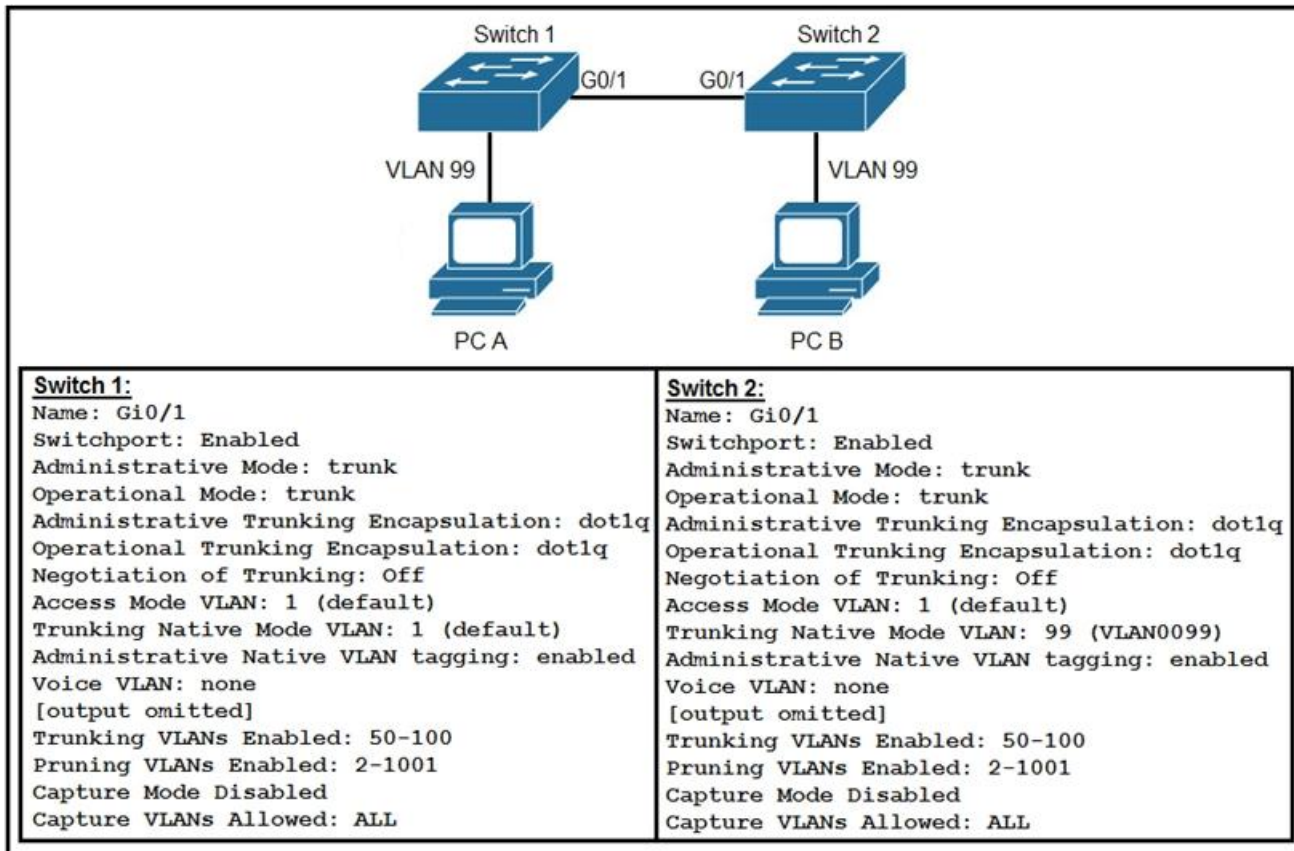 Switch 1
Switch 2
G0/1
G0/1
VLAN 99
VLAN 99
PC A
PC B
Switch 1:
Name: Gi0/1
Switchport: Enabled
Administrative Mode: trunk
Operational Mode: trunk
Administrative Trunking Encapsulation: dot1q
Operational Trunking Encapsulation: dot1q
Negotiation of Trunking: Off
Access Mode VLAN: 1 (default)
Trunking Native Mode VLAN: 1 (default)
Administrative Native VLAN tagging: enabled
Voice VLAN: none
[output omitted]
Trunking VLANs Enabled: 50-100
Pruning VLANs Enabled: 2-1001
Capture Mode Disabled
Capture VLANs Allowed: ALL
Switch 2:
Name: Gi0/1
Switchport: Enabled
Administrative Mode: trunk
Operational Mode: trunk
Administrative Trunking Encapsulation: dot1q
Operational Trunking Encapsulation: dot1q
Negotiation of Trunking: Off
Access Mode VLAN: 1 (default)
Trunking Native Mode VLAN: 99 (VLAN0099)
Administrative Native VLAN tagging: enabled
Voice VLAN: none
[output omitted]
Trunking VLANs Enabled: 50-100
Pruning VLANs Enabled: 2-1001
Capture Mode Disabled
Capture VLANs Allowed: ALL